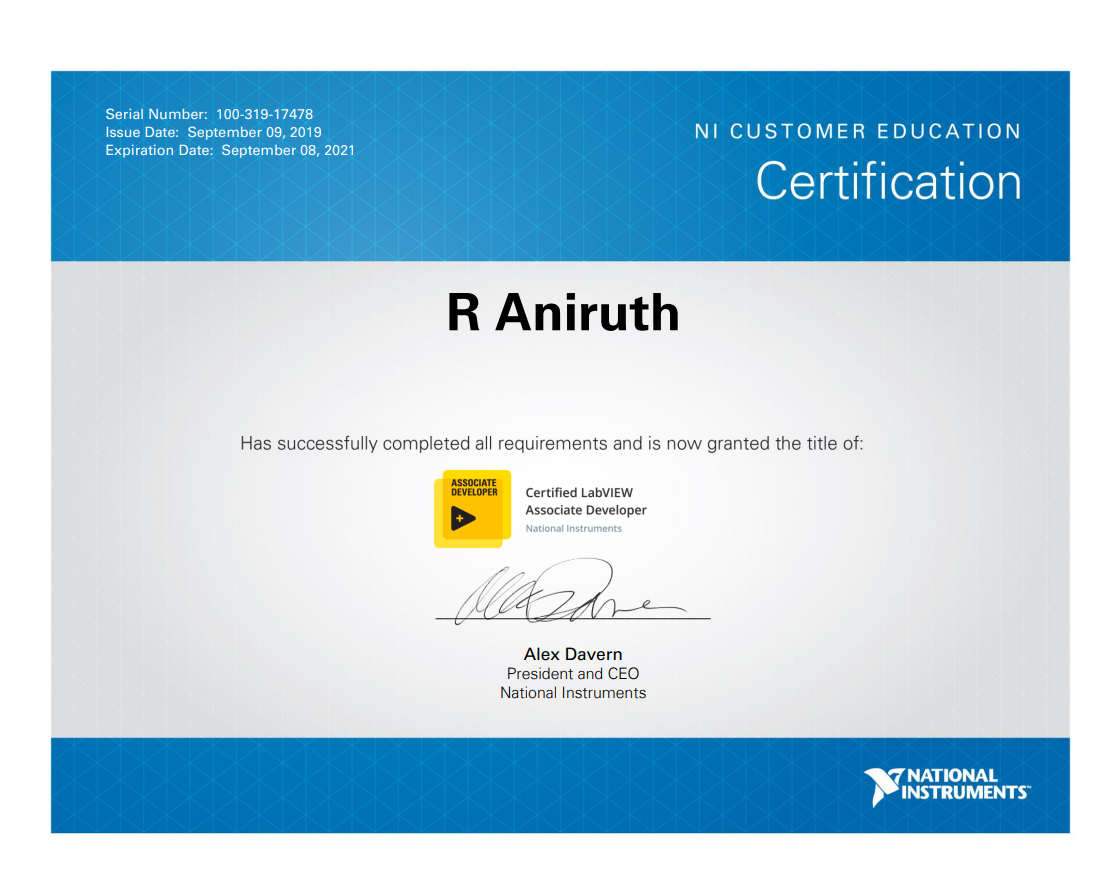 Serial Number: 100-319-17478
Issue Date: September 09, 2019
Expiration Date: September 08, 2021
NI CUSTOMER EDUCATION
Certification
R Aniruth
Has successfully completed all requirements and is now granted the title of:
ASSOCIATE
DEVELOPER
Certified LabVIEW
Associate Developer
National Instruments
Alex Davern
President and CEO
National Instruments
NATIONAL
INSTRUMENTS™